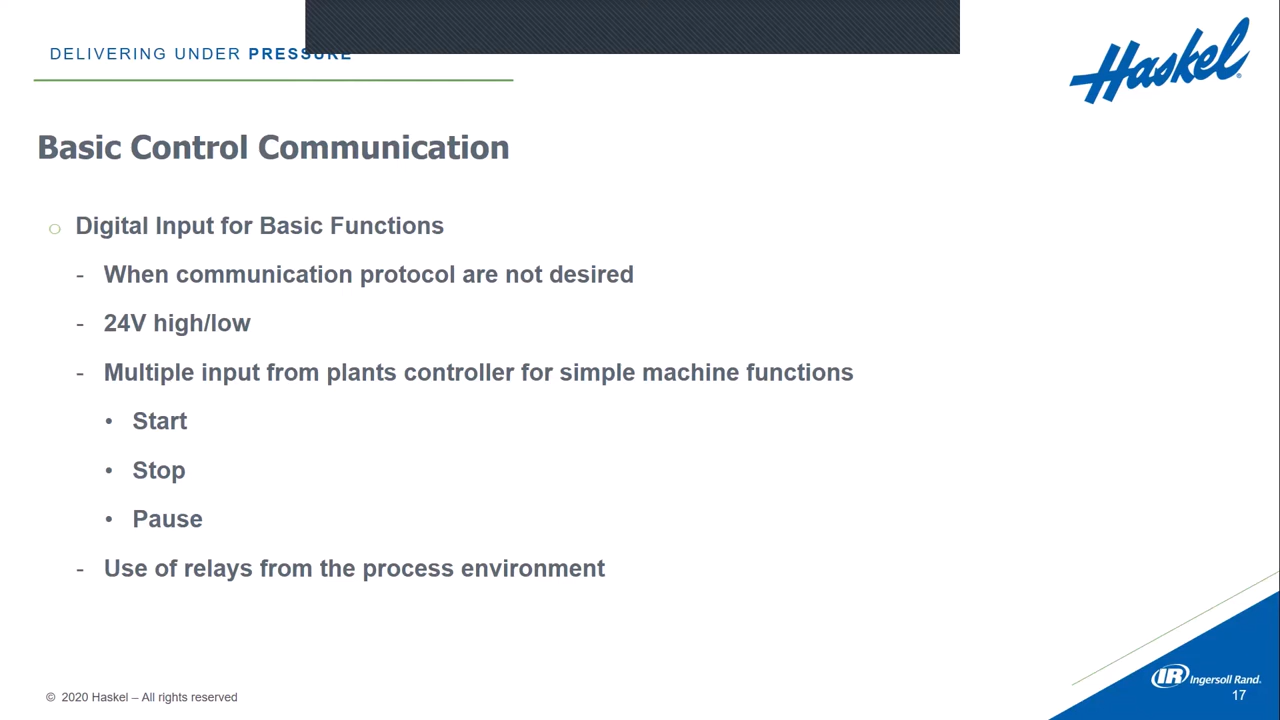 DELIVERING UNDER PRESSURE
Haskel®
Basic Control Communication
Digital Input for Basic Functions
- When communication protocol are not desired
- 24V high/low
- Multiple input from plants controller for simple machine functions
• Start
• Stop
• Pause
- Use of relays from the process environment
© 2020 Haskel – All rights reserved
IR Ingersoll Rand.
17